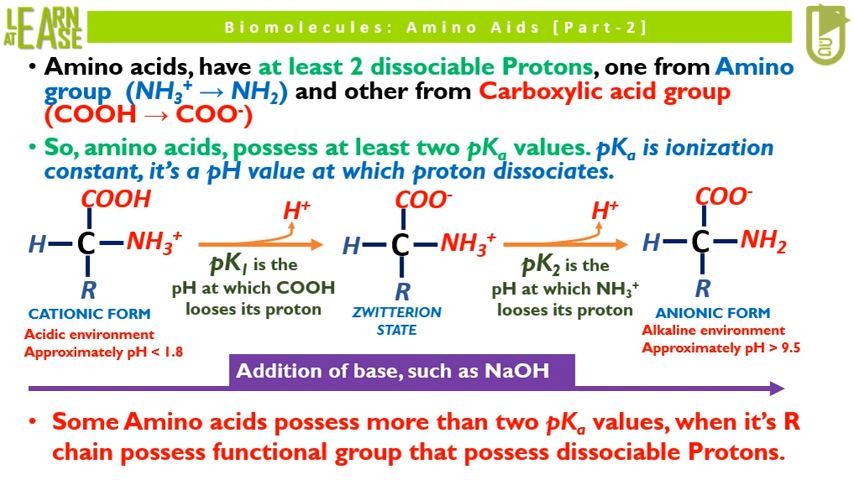 LEARN
AT EASE
Biomolecules: Amino Aids [Part-2]
• Amino acids, have at least 2 dissociable Protons, one from Amino
group (NH₃⁺ → NH₂) and other from Carboxylic acid group
(COOH → COO⁻)
• So, amino acids, possess at least two pKₐ values. pKₐ is ionization
constant, it's a pH value at which proton dissociates.
COOH
H C NH₃⁺
R
CATIONIC FORM
Acidic environment
Approximately pH < 1.8
H⁺
pK₁ is the
pH at which COOH
looses its proton
COO⁻
H C NH₃⁺
R
ZWITTERION
STATE
H⁺
pK₂ is the
pH at which NH₃⁺
looses its proton
COO⁻
H C NH₂
R
ANIONIC FORM
Alkaline environment
Approximately pH > 9.5
Addition of base, such as NaOH
• Some Amino acids possess more than two pKₐ values, when it's R
chain possess functional group that possess dissociable Protons.